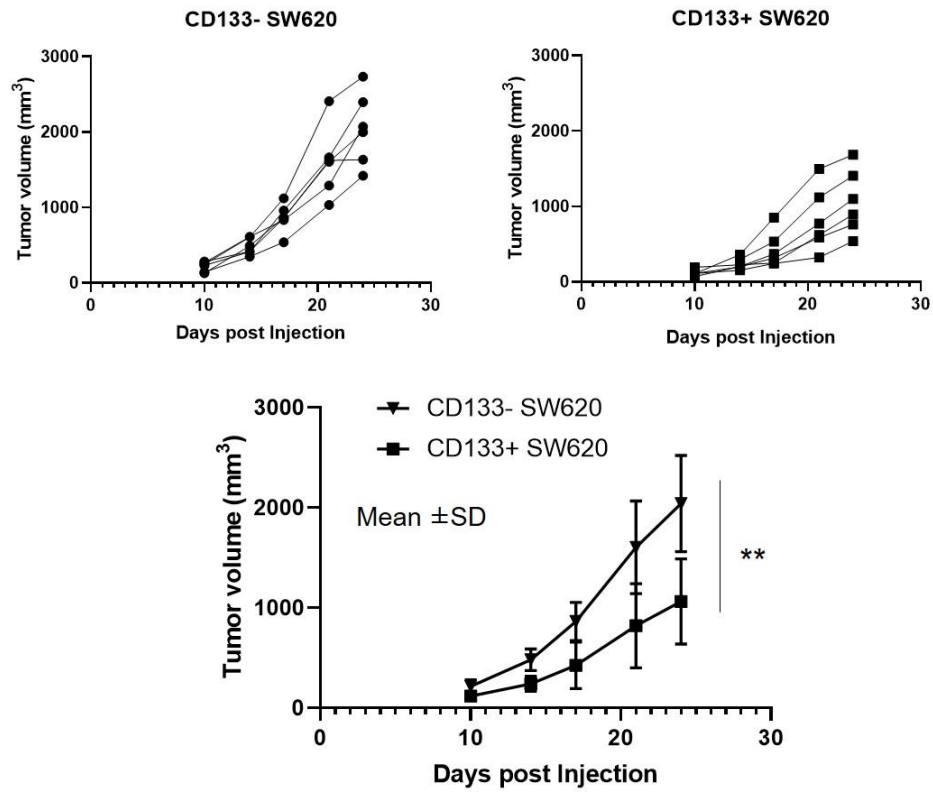 CD133- SW620
3000
2000
1000
0
Tumor volume (mm³)
0 10 20 30
Days post Injection
CD133+ SW620
3000
2000
1000
0
Tumor volume (mm³)
0 10 20 30
Days post Injection
CD133- SW620
CD133+ SW620
Mean ±SD
**
3000
2000
1000
0
Tumor volume (mm³)
0 10 20 30
Days post Injection